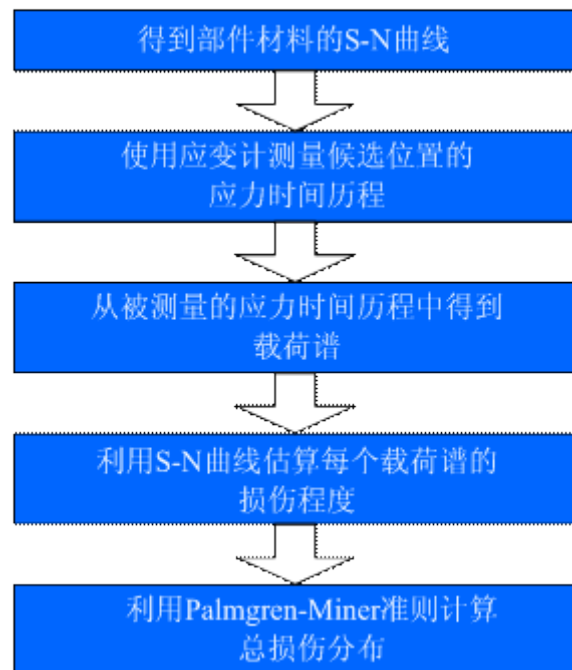 得到部件材料的S-N曲线
使用应变计测量候选位置的
应力时间历程
从被测量的应力时间历程中得到
载荷谱
利用S-N曲线估算每个载荷谱的
损伤程度
利用Palmgren-Miner准则计算
总损伤分布